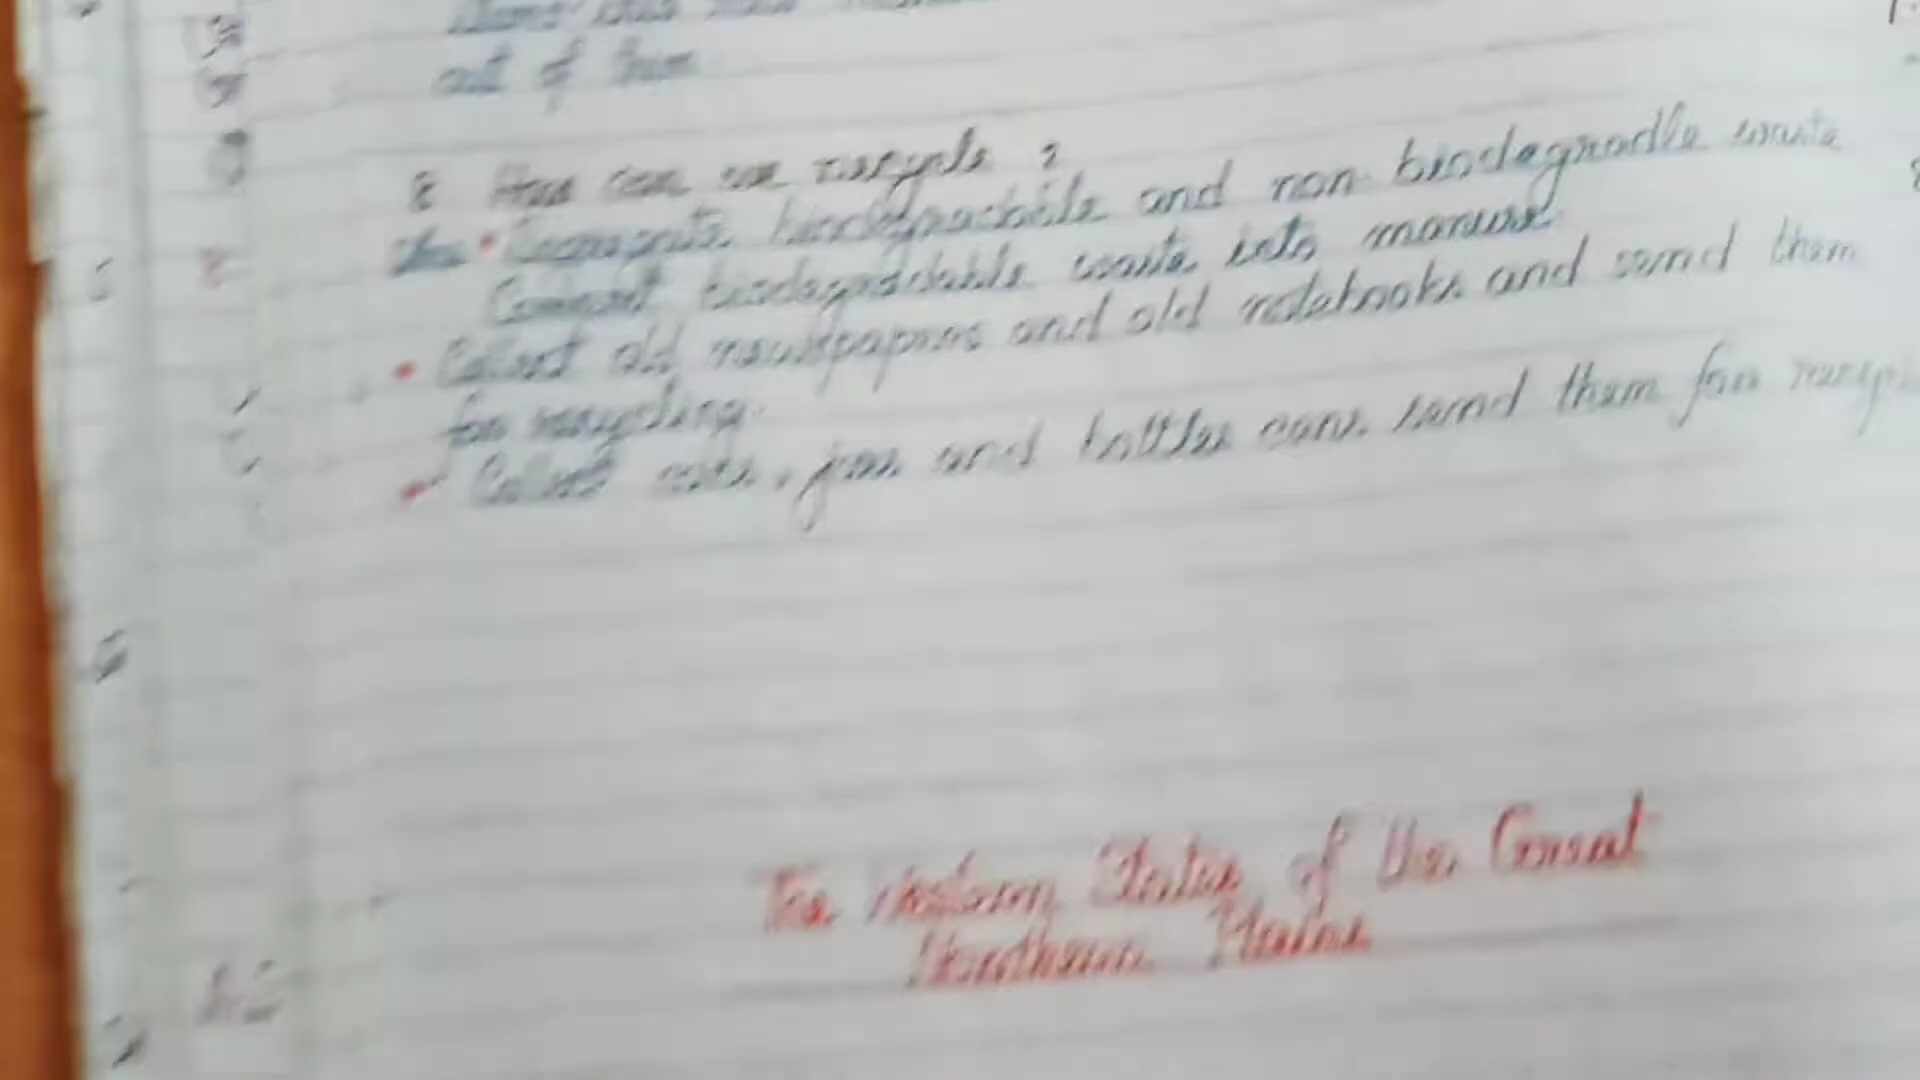 out of them
8 How can we recycle ?
Ans • Segregate biodegradable and non biodegradle waste
Convert biodegradable waste into manure
• Collect old newspapers and old notebooks and send them
for recycling
Collect cans, jars and bottles cans send them for
The Western States of the Great
Northern Plains